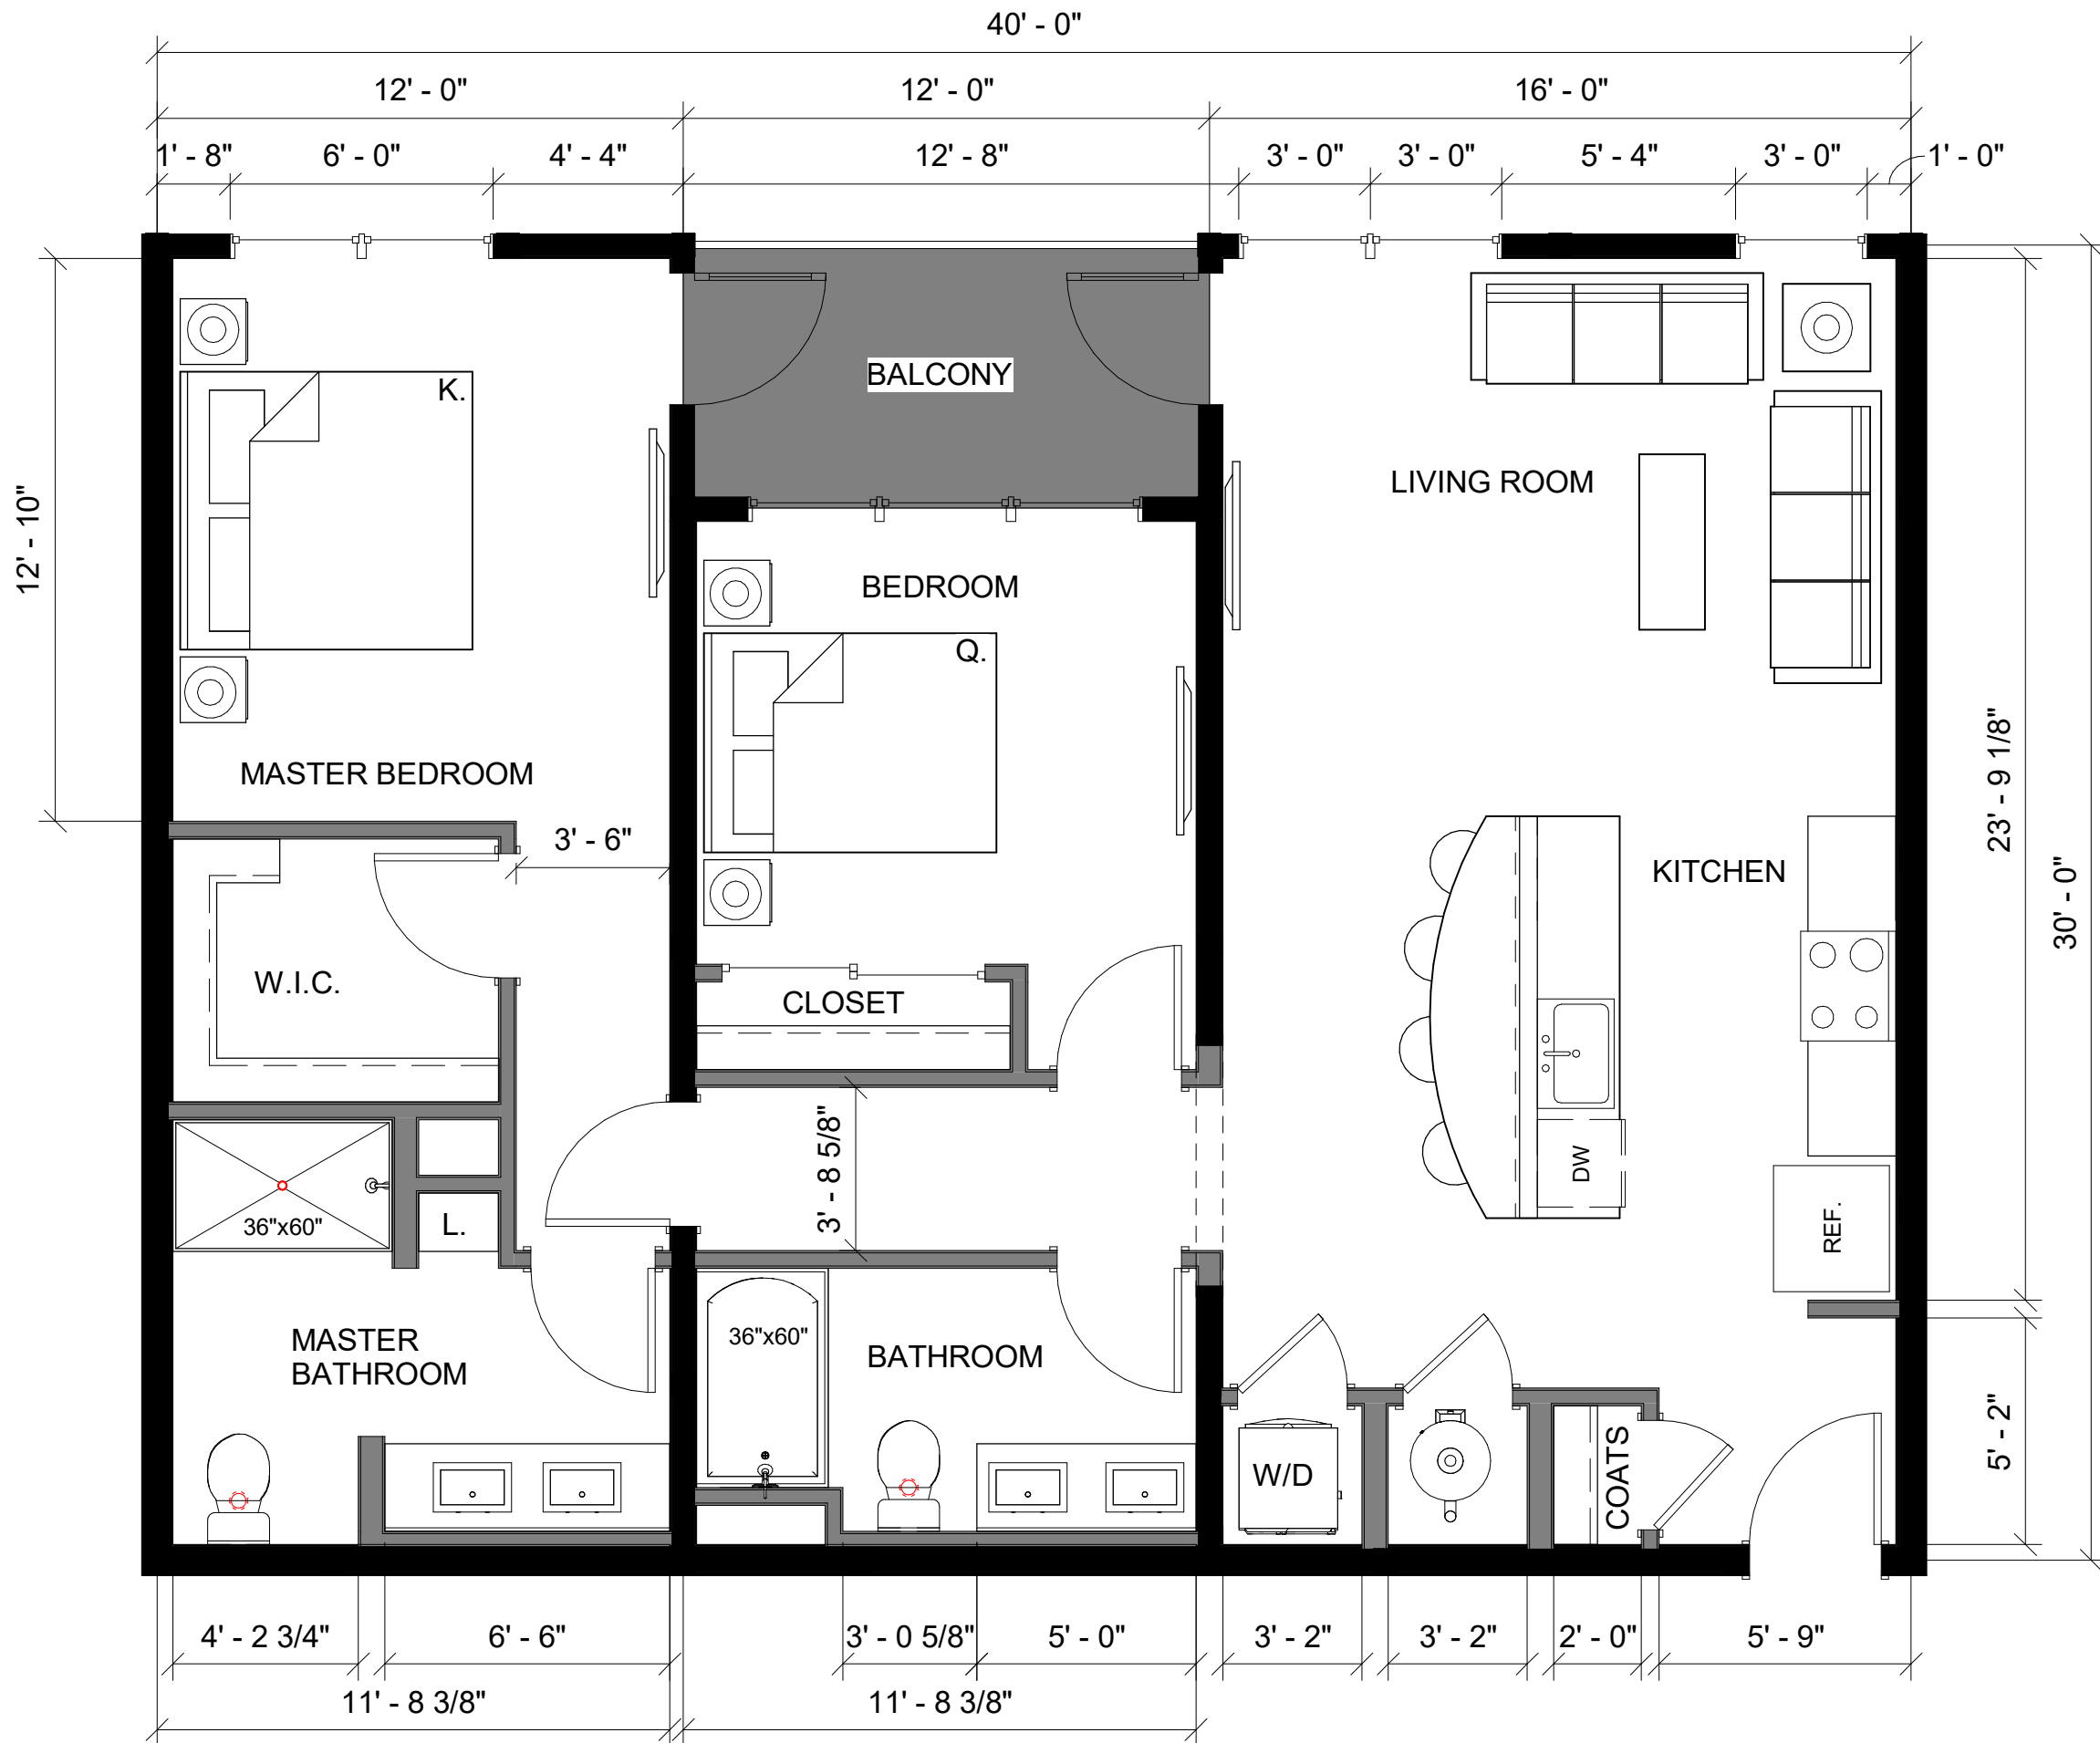 40' - 0"
12' - 0"
12' - 0"
16' - 0"
1' - 8"
6' - 0"
4' - 4"
12' - 8"
3' - 0"
3' - 0"
5' - 4"
3' - 0"
1' - 0"
BALCONY
K.
LIVING ROOM
12' - 10"
BEDROOM
Q.
MASTER BEDROOM
23' - 9 1/8"
3' - 6"
KITCHEN
30' - 0"
W.I.C.
CLOSET
3' - 8 5/8"
DW
36"x60"
L.
REF.
MASTER
BATHROOM
36"x60"
BATHROOM
5' - 2"
W/D
COATS
4' - 2 3/4"
6' - 6"
3' - 0 5/8"
5' - 0"
3' - 2"
3' - 2"
2' - 0"
5' - 9"
11' - 8 3/8"
11' - 8 3/8"